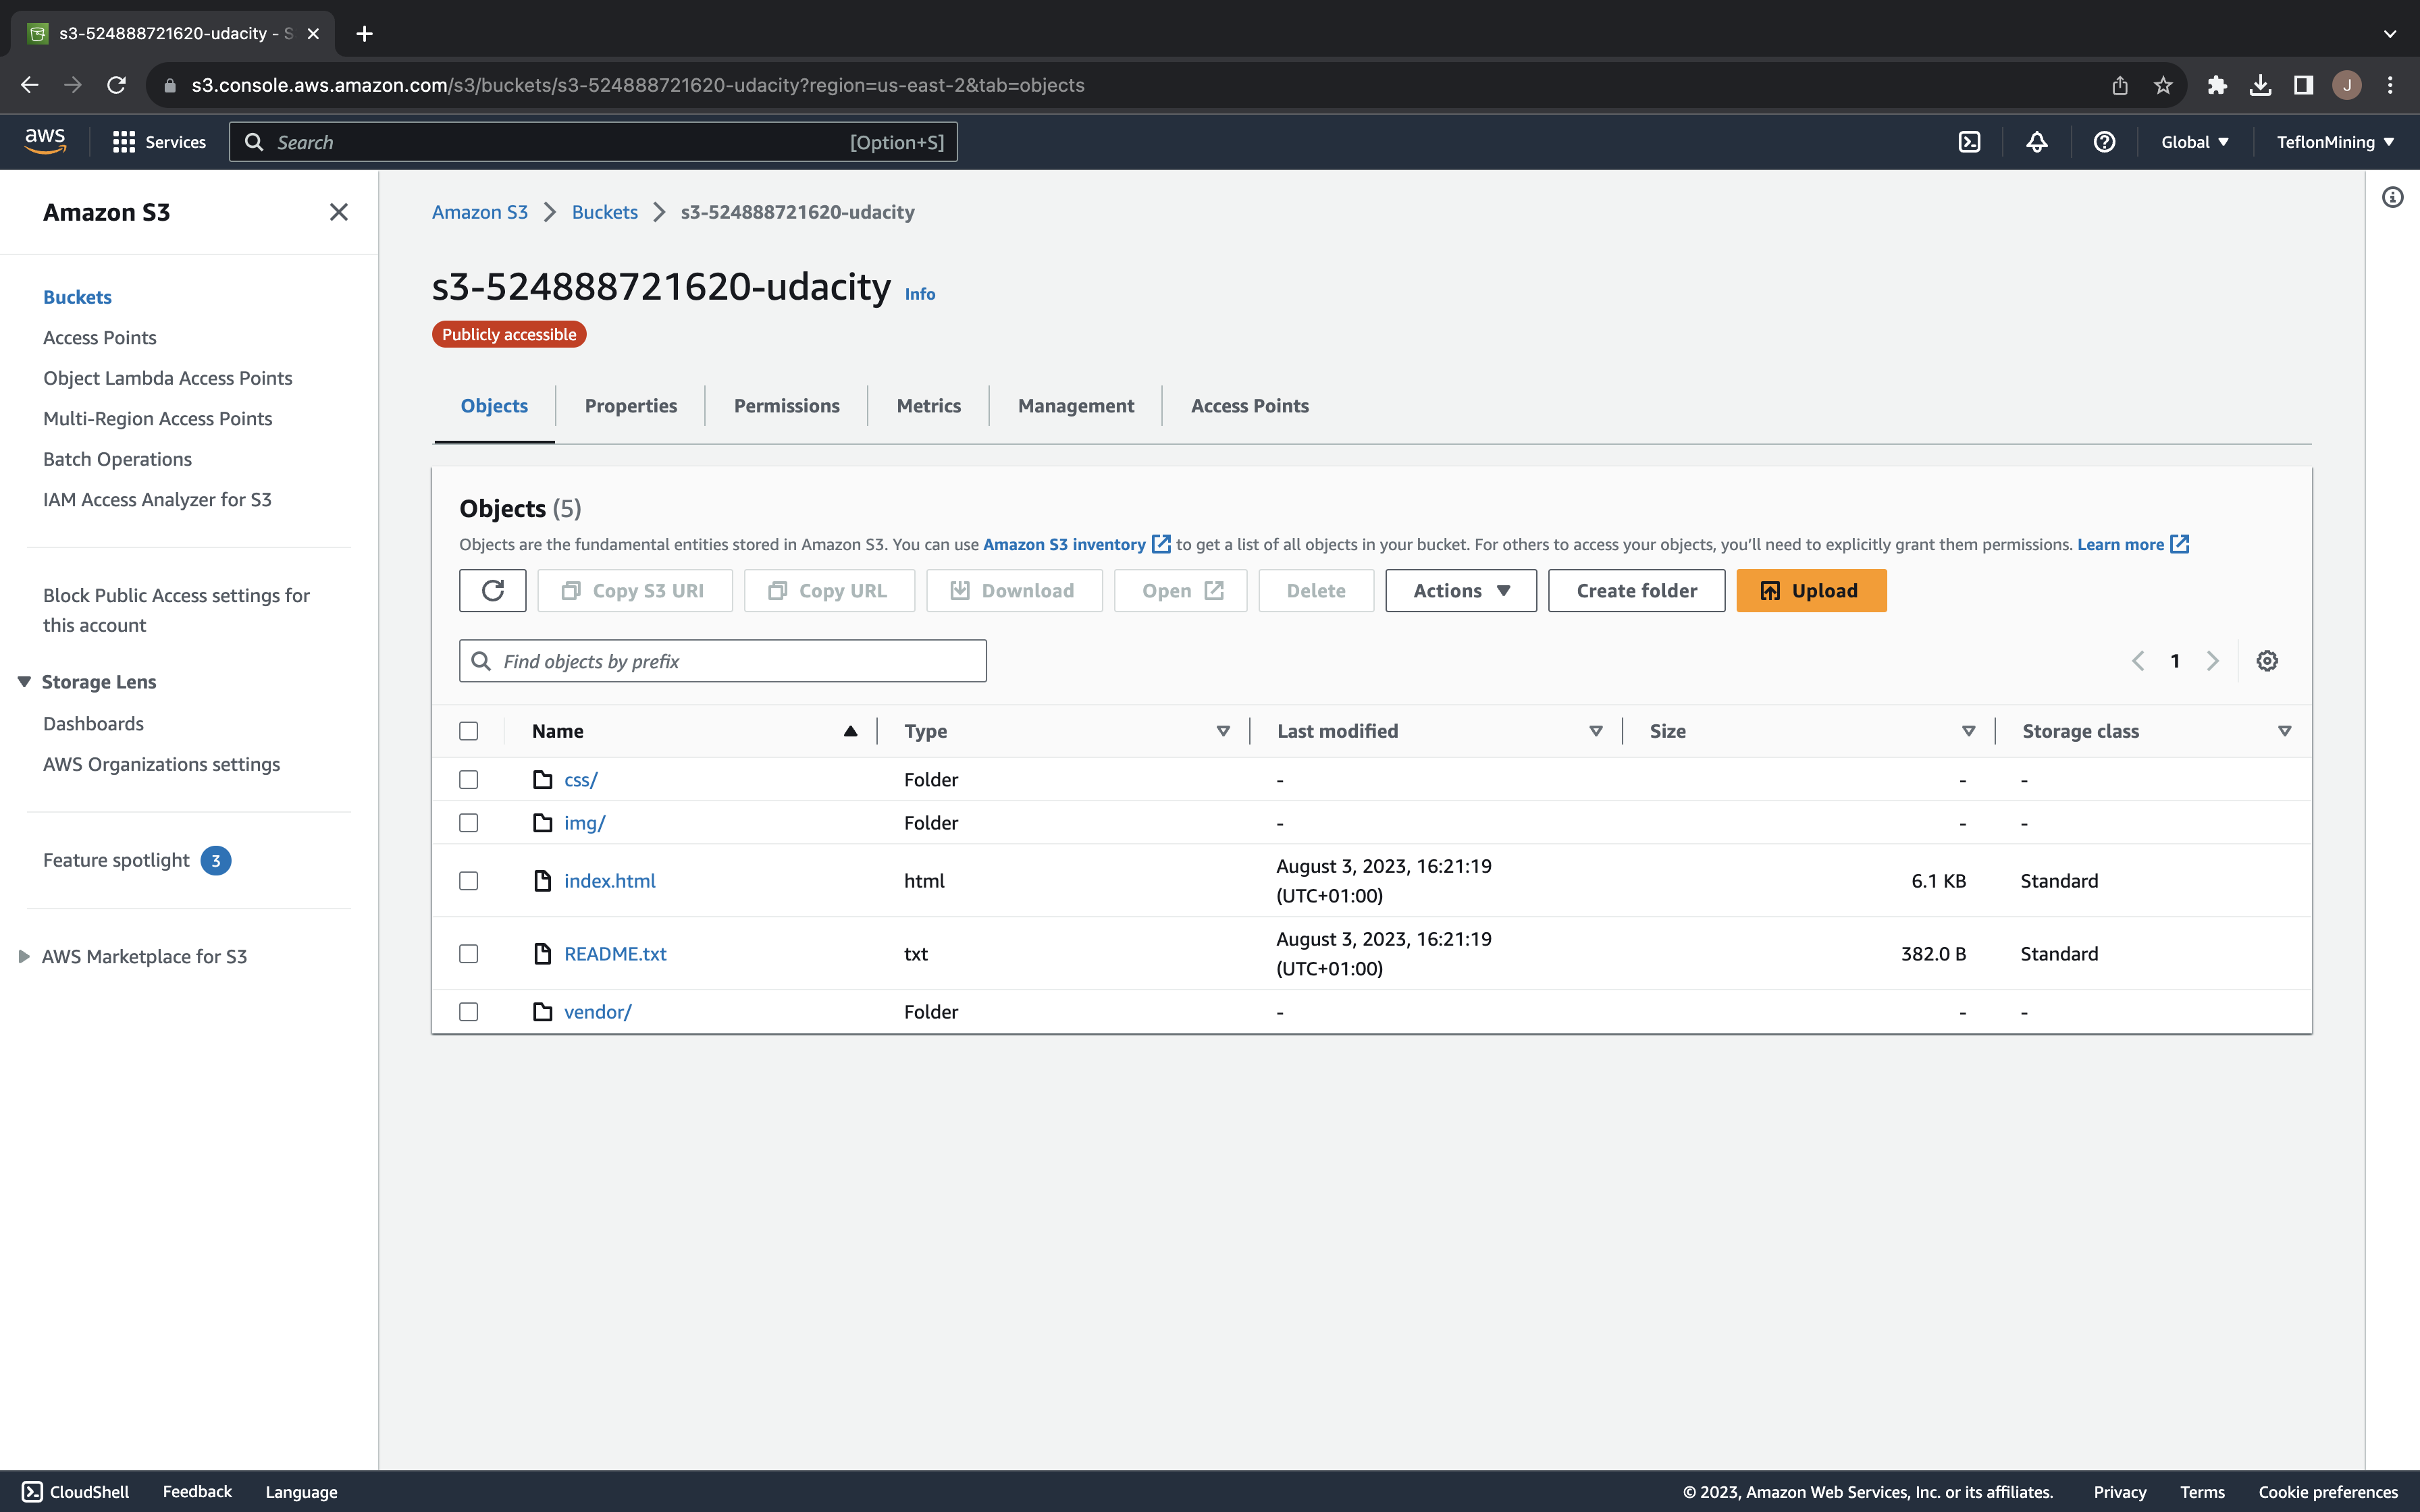 s3-524888721620-udacity - S
s3.console.aws.amazon.com/s3/buckets/s3-524888721620-udacity?region=us-east-2&tab=objects
J
aws
Services
Search
[Option+S]
Global
TeflonMining
Amazon S3
Buckets
Access Points
Object Lambda Access Points
Multi-Region Access Points
Batch Operations
IAM Access Analyzer for S3
Block Public Access settings for
this account
Storage Lens
Dashboards
AWS Organizations settings
Feature spotlight 3
AWS Marketplace for S3
Amazon S3 > Buckets > s3-524888721620-udacity
s3-524888721620-udacity Info
Publicly accessible
Objects Properties Permissions Metrics Management Access Points
Objects (5)
Objects are the fundamental entities stored in Amazon S3. You can use Amazon S3 inventory to get a list of all objects in your bucket. For others to access your objects, you'll need to explicitly grant them permissions. Learn more
Copy S3 URI Copy URL Download Open Delete Actions Create folder Upload
Find objects by prefix
1
Name Type Last modified Size Storage class
css/ Folder - - -
img/ Folder - - -
index.html html August 3, 2023, 16:21:19 (UTC+01:00) 6.1 KB Standard
README.txt txt August 3, 2023, 16:21:19 (UTC+01:00) 382.0 B Standard
vendor/ Folder - - -
CloudShell Feedback Language
© 2023, Amazon Web Services, Inc. or its affiliates. Privacy Terms Cookie preferences